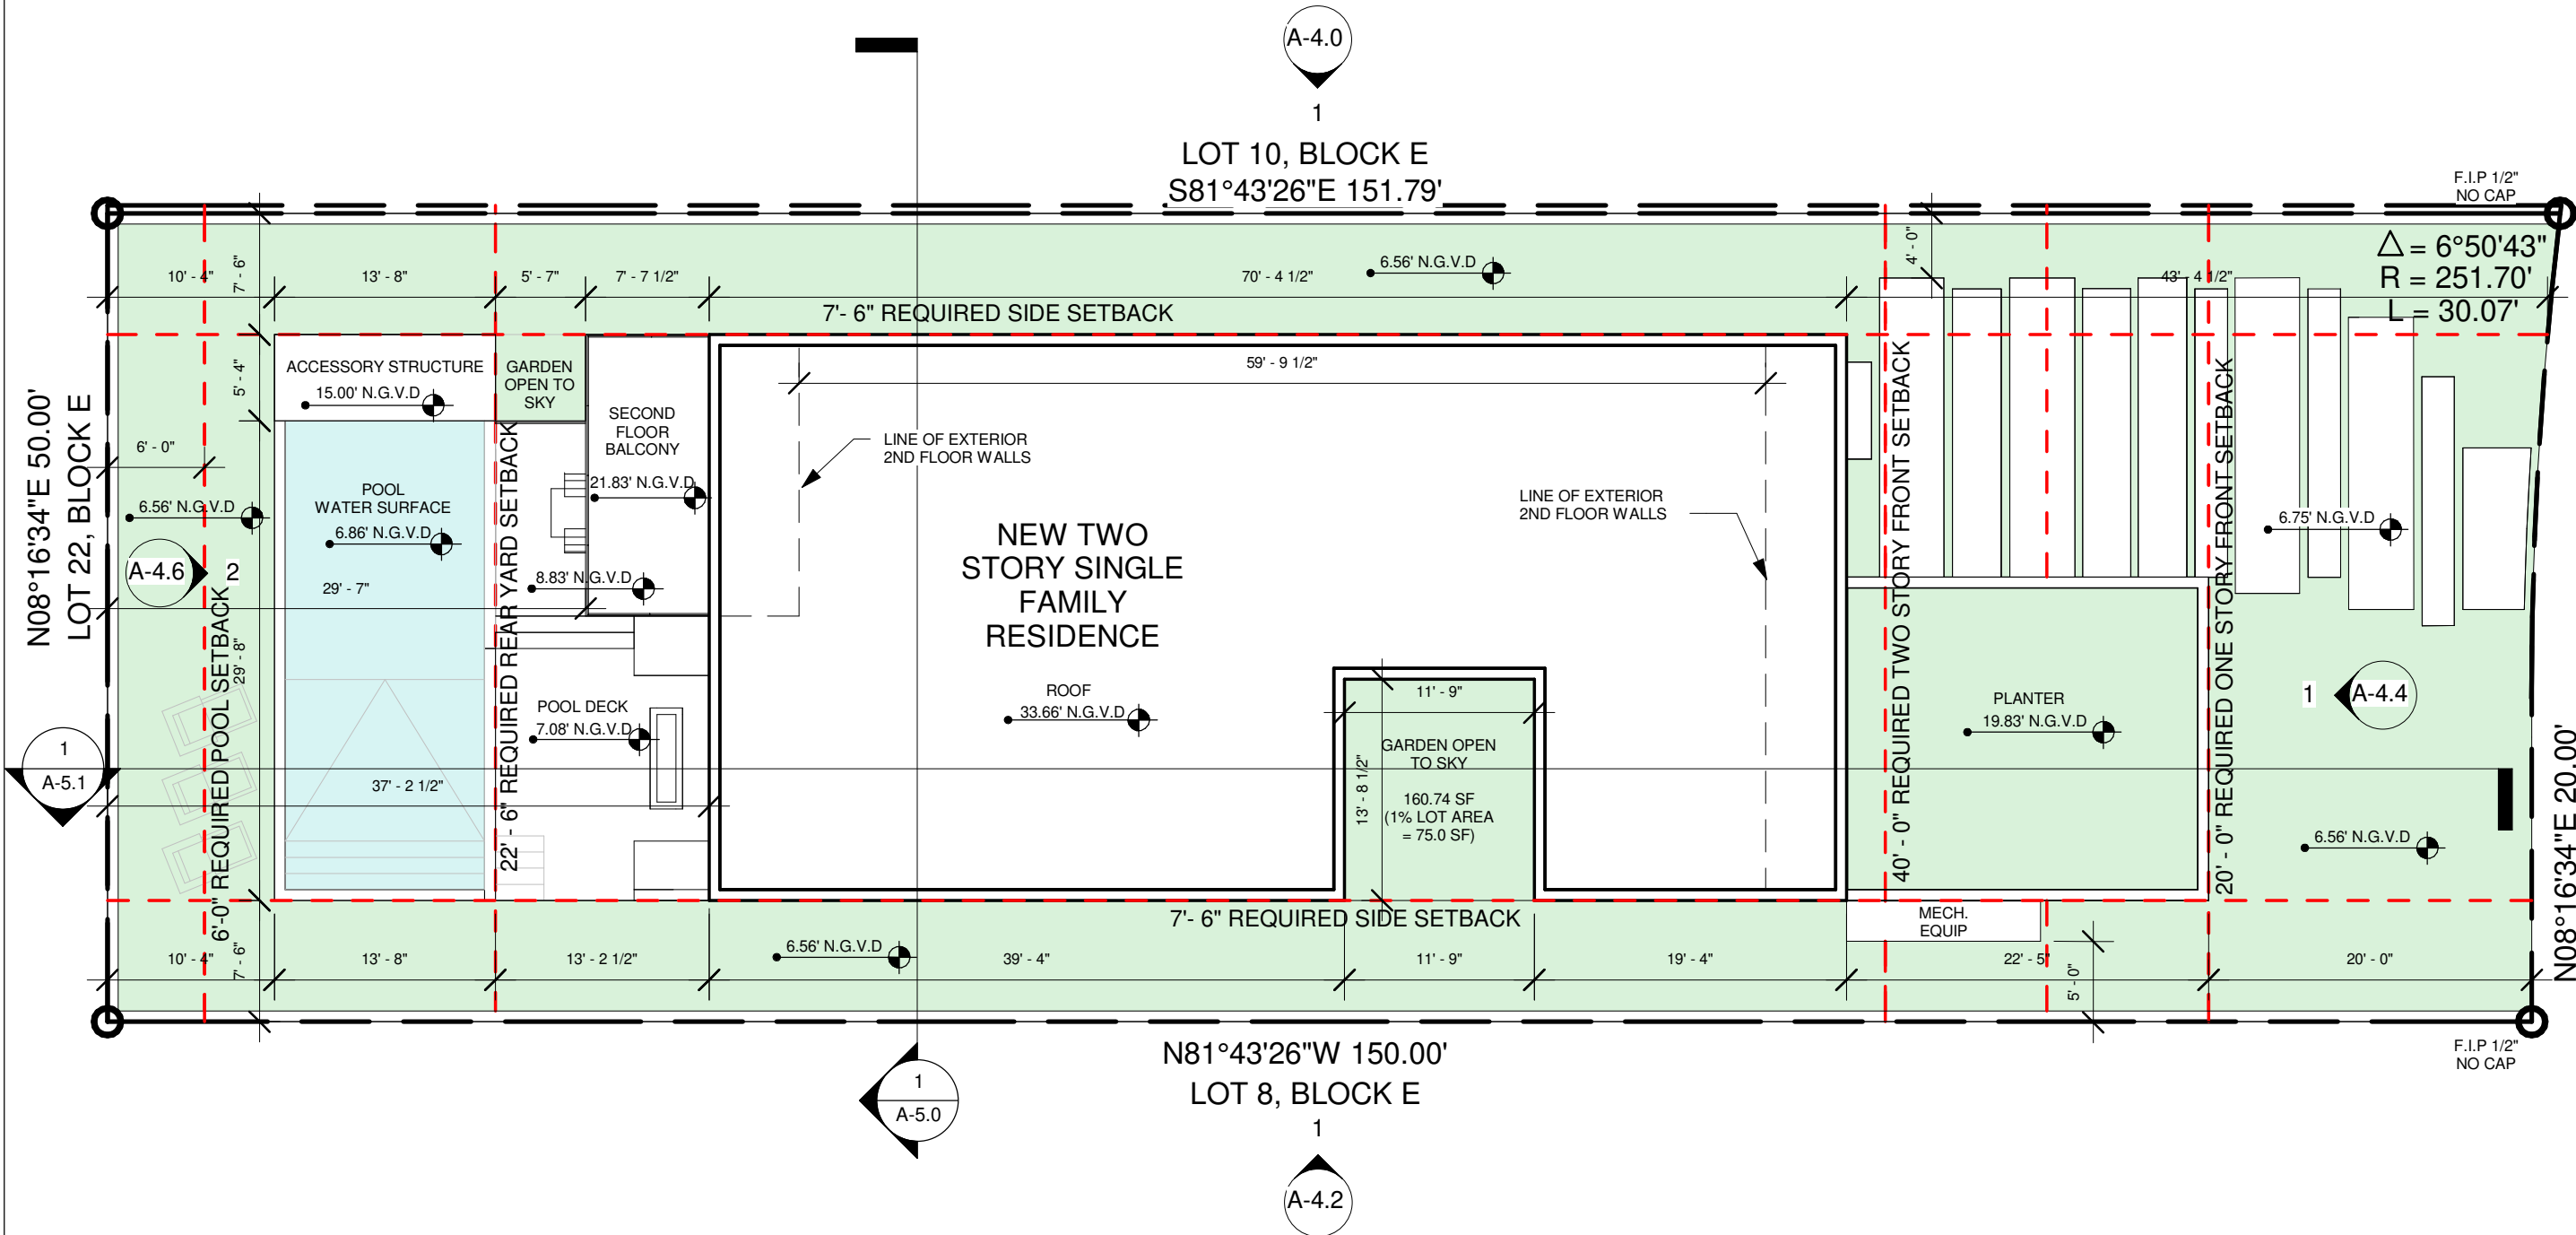 A-4.0
1
LOT 10, BLOCK E
S81°43'26"E 151.79'
F.I.P 1/2"
NO CAP
△ = 6°50'43"
R = 251.70'
L = 30.07'
10' - 4"
7' - 6"
13' - 8"
5' - 7"
7' - 7 1/2"
70' - 4 1/2"
6.56' N.G.V.D
4' - 0"
43' - 4 1/2"
7'- 6" REQUIRED SIDE SETBACK
59' - 9 1/2"
ACCESSORY STRUCTURE
15.00' N.G.V.D
GARDEN
OPEN TO
SKY
5' - 4"
SECOND
FLOOR
BALCONY
21.83' N.G.V.D
LINE OF EXTERIOR
2ND FLOOR WALLS
LINE OF EXTERIOR
2ND FLOOR WALLS
N08°16'34"E 50.00'
LOT 22, BLOCK E
6' - 0"
6.56' N.G.V.D
A-4.6
2
POOL
WATER SURFACE
6.86' N.G.V.D
29' - 7"
8.83' N.G.V.D
NEW TWO
STORY SINGLE
FAMILY
RESIDENCE
ROOF
33.66' N.G.V.D
6'-0" REQUIRED POOL SETBACK
29' - 8"
22' - 6" REQUIRED REAR YARD SETBACK
POOL DECK
7.08' N.G.V.D
37' - 2 1/2"
1
A-5.1
11' - 9"
13' - 8 1/2"
GARDEN OPEN
TO SKY
160.74 SF
(1% LOT AREA
= 75.0 SF)
40' - 0" REQUIRED TWO STORY FRONT SETBACK
20' - 0" REQUIRED ONE STORY FRONT SETBACK
6.75' N.G.V.D
PLANTER
19.83' N.G.V.D
1
A-4.4
6.56' N.G.V.D
N08°16'34"E 20.00'
7'- 6" REQUIRED SIDE SETBACK
MECH.
EQUIP
10' - 4"
7' - 6"
13' - 8"
13' - 2 1/2"
6.56' N.G.V.D
39' - 4"
11' - 9"
19' - 4"
22' - 5"
5' - 0"
20' - 0"
N81°43'26"W 150.00'
LOT 8, BLOCK E
F.I.P 1/2"
NO CAP
1
A-5.0
1
A-4.2